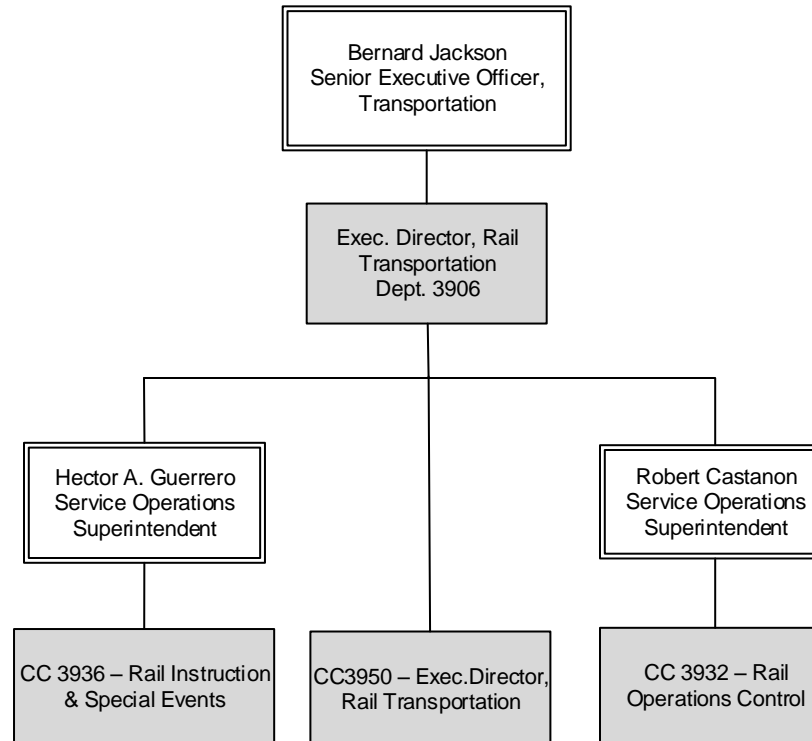 Bernard Jackson
Senior Executive Officer,
Transportation
Exec. Director, Rail
Transportation
Dept. 3906
Hector A. Guerrero
Service Operations
Superintendent
Robert Castanon
Service Operations
Superintendent
CC 3936 – Rail Instruction
& Special Events
CC3950 – Exec.Director,
Rail Transportation
CC 3932 – Rail
Operations Control